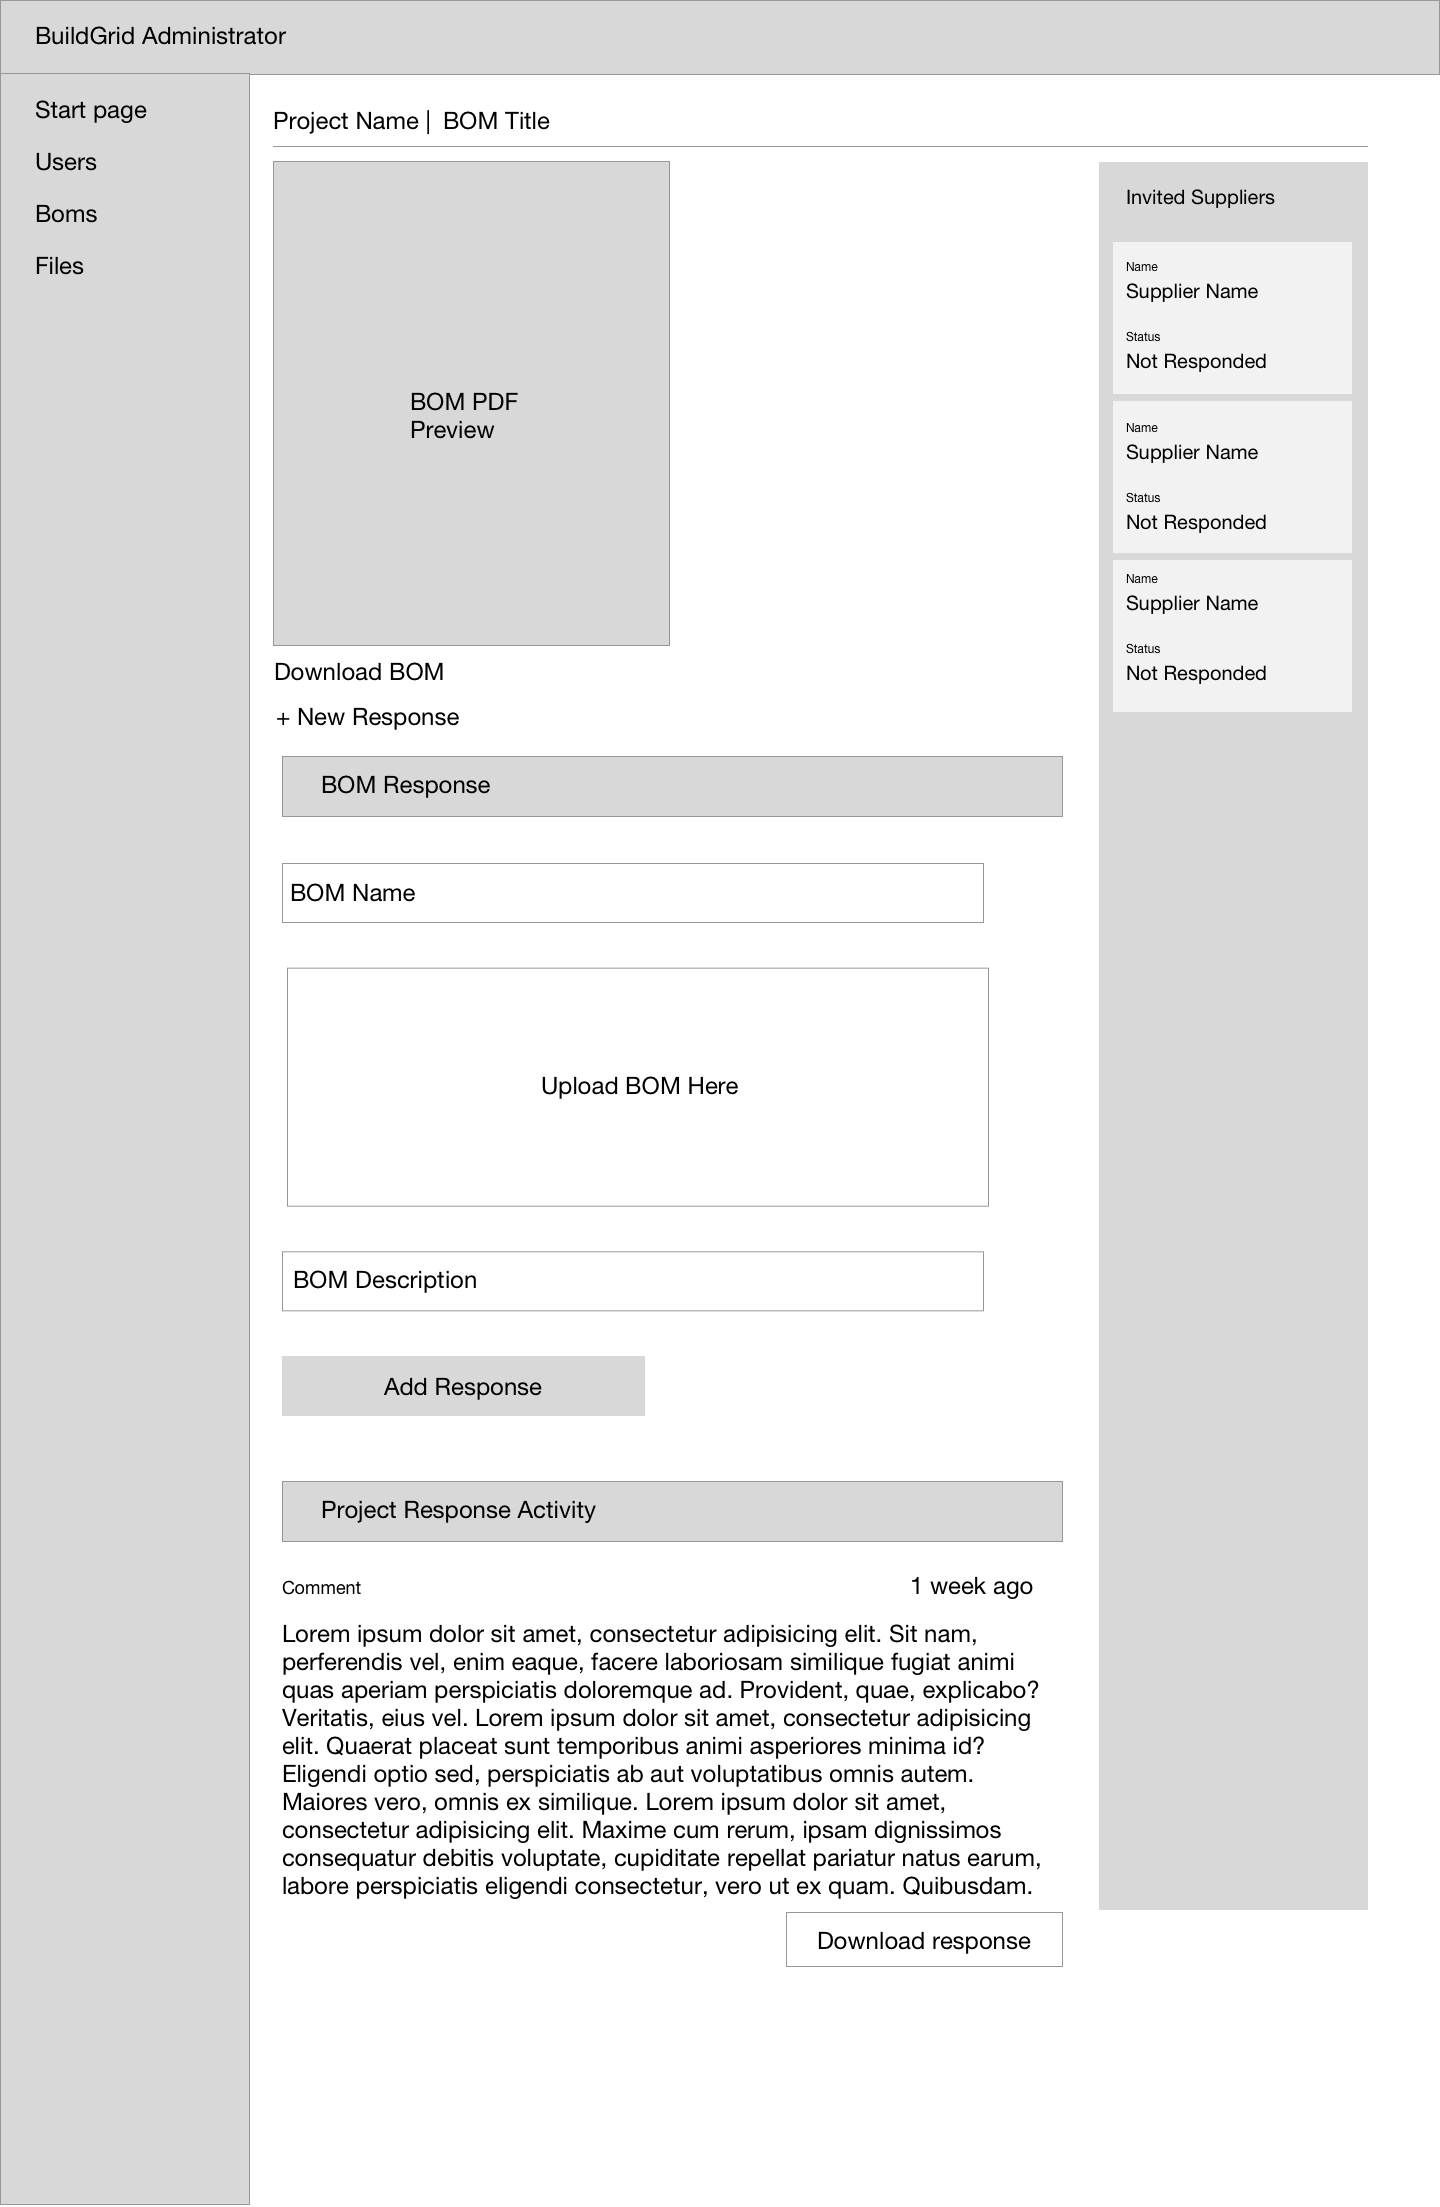 BuildGrid Administrator
Start page
Users
Boms
Files
Project Name | BOM Title
BOM PDF
Preview
Download BOM
+ New Response
BOM Response
BOM Name
Upload BOM Here
BOM Description
Add Response
Project Response Activity
Comment
1 week ago
Lorem ipsum dolor sit amet, consectetur adipisicing elit. Sit nam,
perferendis vel, enim eaque, facere laboriosam similique fugiat animi
quas aperiam perspiciatis doloremque ad. Provident, quae, explicabo?
Veritatis, eius vel. Lorem ipsum dolor sit amet, consectetur adipisicing
elit. Quaerat placeat sunt temporibus animi asperiores minima id?
Eligendi optio sed, perspiciatis ab aut voluptatibus omnis autem.
Maiores vero, omnis ex similique. Lorem ipsum dolor sit amet,
consectetur adipisicing elit. Maxime cum rerum, ipsam dignissimos
consequatur debitis voluptate, cupiditate repellat pariatur natus earum,
labore perspiciatis eligendi consectetur, vero ut ex quam. Quibusdam.
Download response
Invited Suppliers
Name
Supplier Name
Status
Not Responded
Name
Supplier Name
Status
Not Responded
Name
Supplier Name
Status
Not Responded